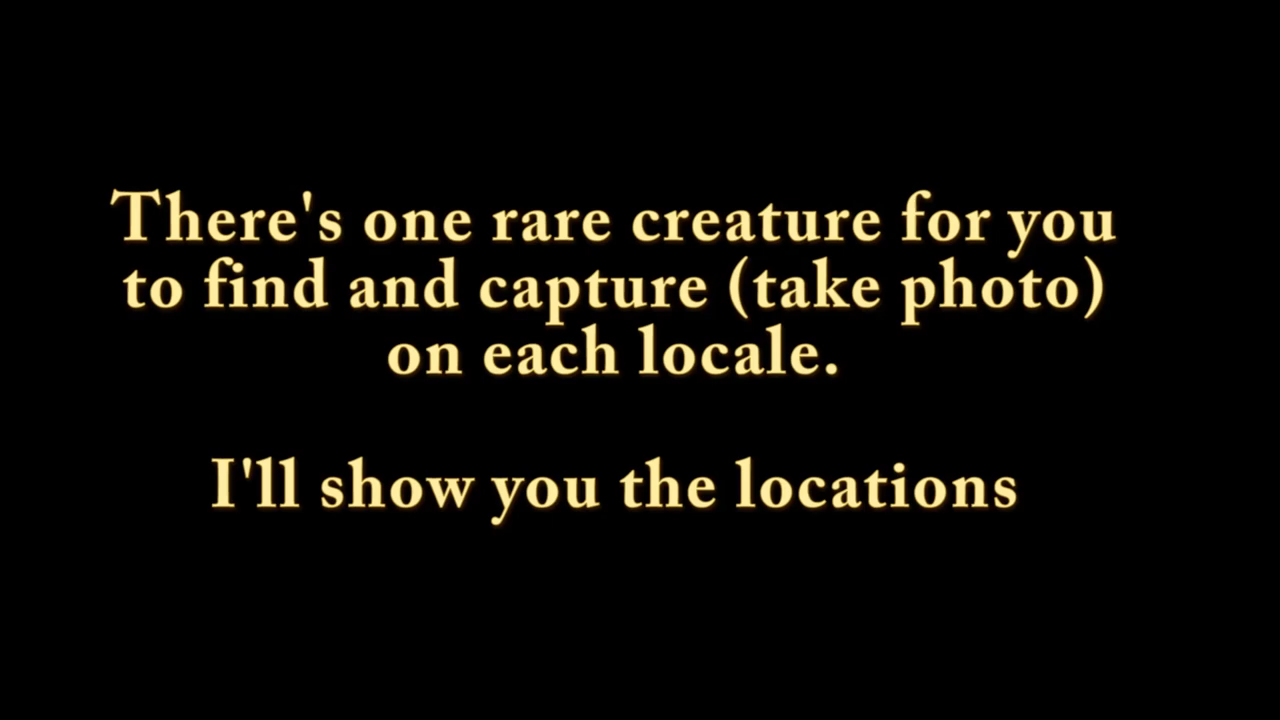 There's one rare creature for you
to find and capture (take photo)
on each locale.
I'll show you the locations